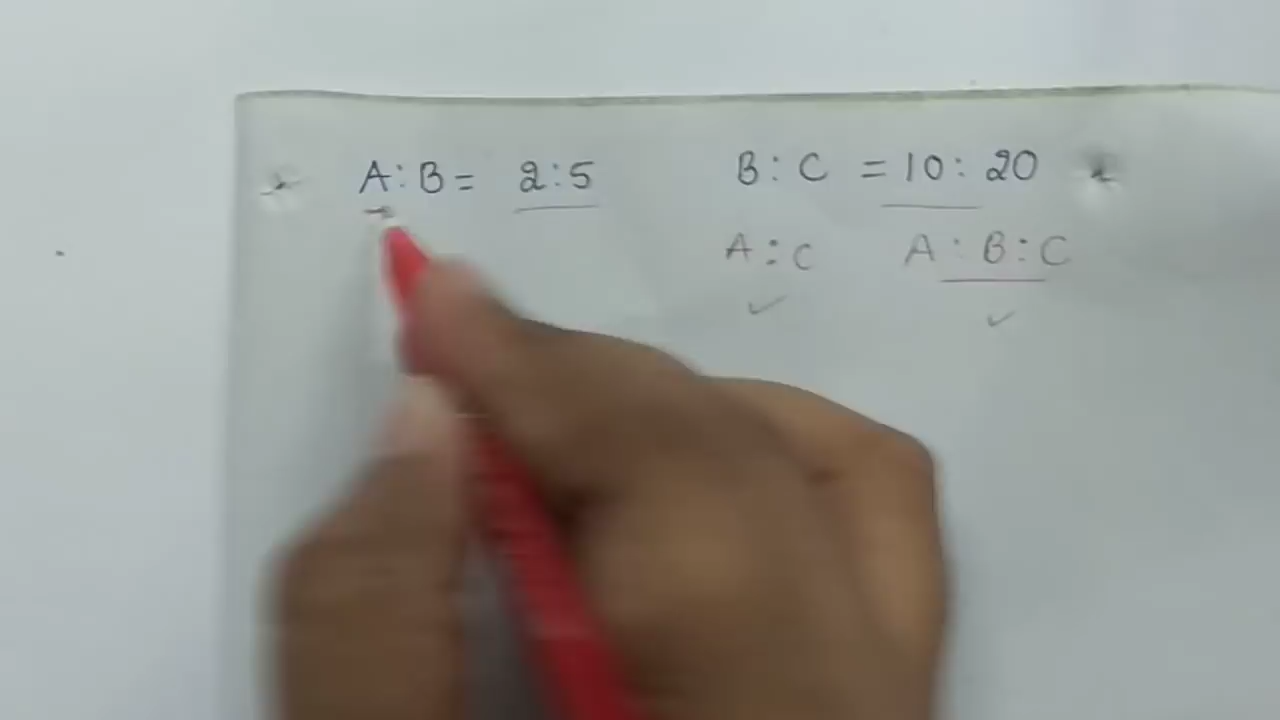 A : B = 2 : 5 B : C = 10 : 20
A : C A : B : C